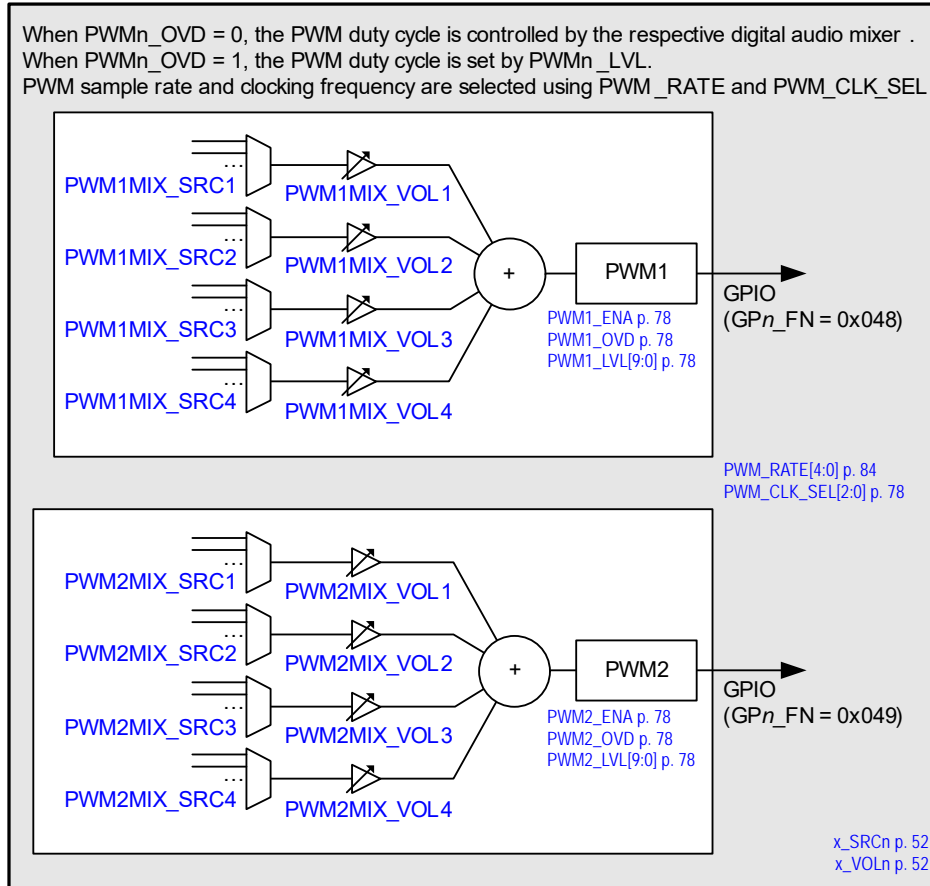 When PWMn_OVD = 0, the PWM duty cycle is controlled by the respective digital audio mixer .
When PWMn_OVD = 1, the PWM duty cycle is set by PWMn_LVL.
PWM sample rate and clocking frequency are selected using PWM_RATE and PWM_CLK_SEL
...
PWM1MIX_SRC1
PWM1MIX_VOL1
...
PWM1MIX_SRC2
PWM1MIX_VOL2
...
PWM1MIX_SRC3
PWM1MIX_VOL3
...
PWM1MIX_SRC4
PWM1MIX_VOL4
+
PWM1
PWM1_ENA p. 78
PWM1_OVD p. 78
PWM1_LVL[9:0] p. 78
GPIO
(GPn_FN = 0x048)
PWM_RATE[4:0] p. 84
PWM_CLK_SEL[2:0] p. 78
...
PWM2MIX_SRC1
PWM2MIX_VOL1
...
PWM2MIX_SRC2
PWM2MIX_VOL2
...
PWM2MIX_SRC3
PWM2MIX_VOL3
...
PWM2MIX_SRC4
PWM2MIX_VOL4
+
PWM2
PWM2_ENA p. 78
PWM2_OVD p. 78
PWM2_LVL[9:0] p. 78
GPIO
(GPn_FN = 0x049)
x_SRCn p. 52
x_VOLn p. 52